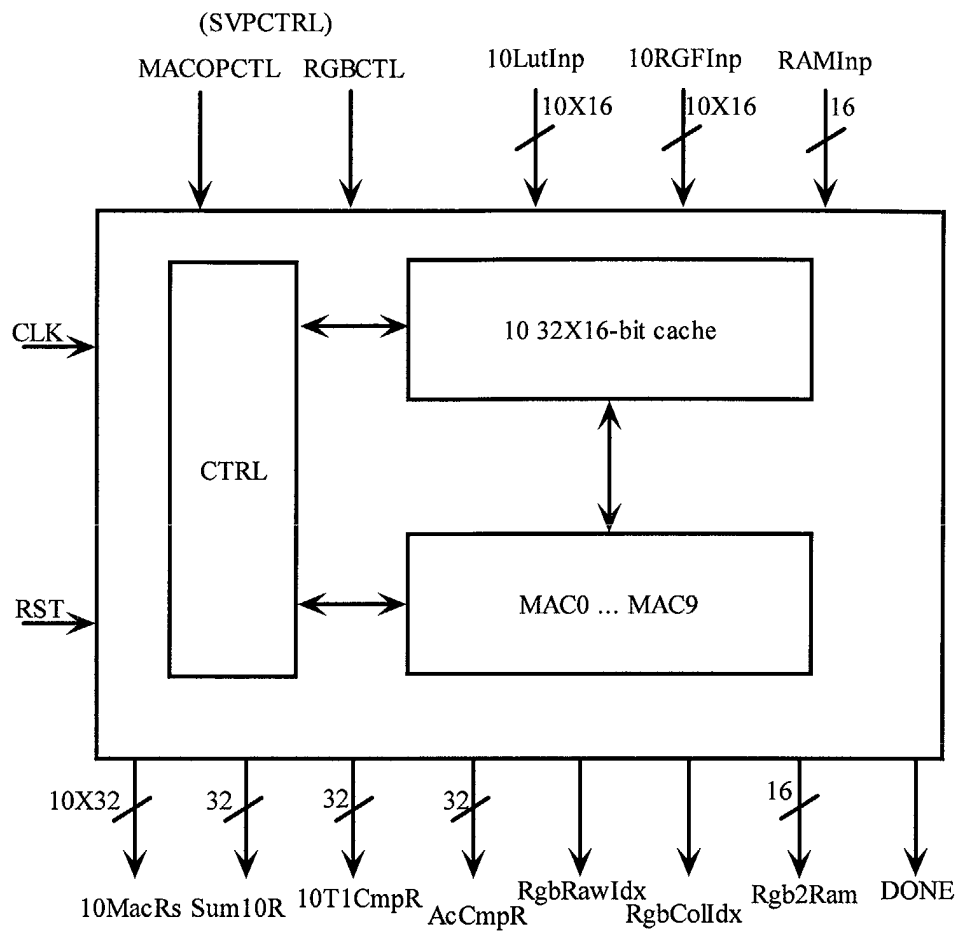 (SVPCTRL)
MACOPCTL RGBCTL 10LutInp 10RGFInp RAMInp
10X16 10X16 16
10 32X16-bit cache
CLK
CTRL
MAC0 ... MAC9
RST
10X32 32 32 32 16
10MacRs Sum10R 10T1CmpR AcCmpR RgbRawIdx RgbColIdx Rgb2Ram DONE